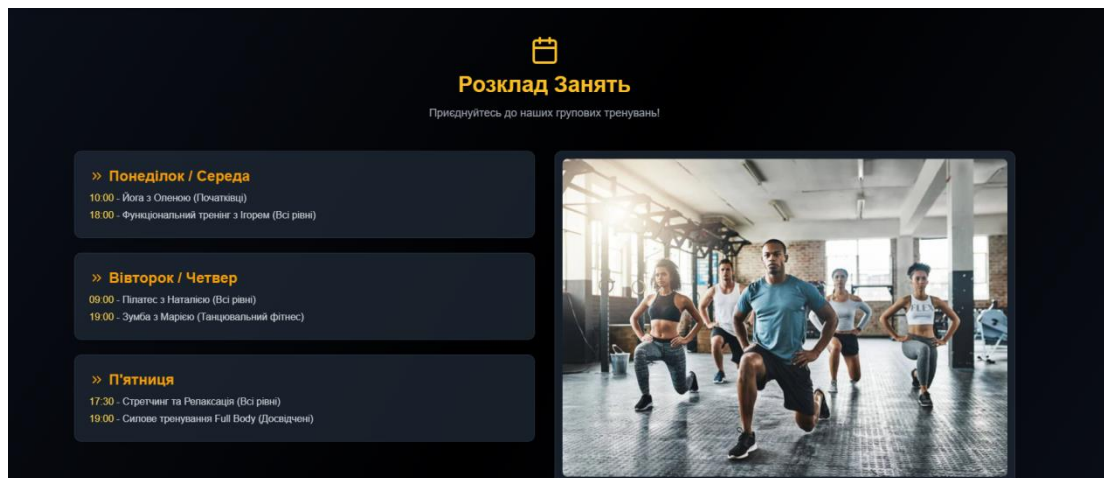 Розклад Занять
Приєднуйтесь до наших групових тренувань!
» Понеділок / Середа
10:00 - Йога з Оленою (Початківці)
18:00 - Функціональний тренінг з Ігорем (Всі рівні)
» Вівторок / Четвер
09:00 - Пілатес з Наталією (Всі рівні)
19:00 - Зумба з Марією (Танцювальний фітнес)
» П'ятниця
17:30 - Стретчинг та Релаксація (Всі рівні)
19:00 - Силове тренування Full Body (Досвідчені)
FLEX